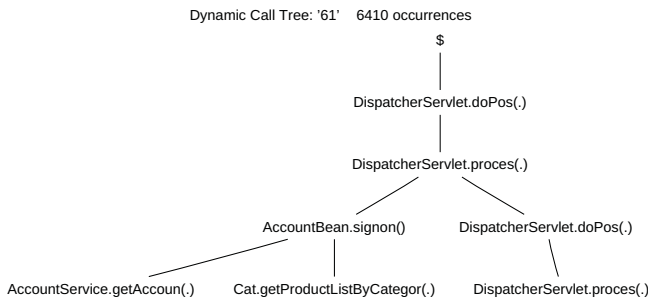 Dynamic Call Tree: '61'    6410 occurrences
$
DispatcherServlet.doPos(.)
DispatcherServlet.proces(.)
AccountBean.signon()    DispatcherServlet.doPos(.)
AccountService.getAccoun(.)    Cat.getProductListByCategor(.)    DispatcherServlet.proces(.)